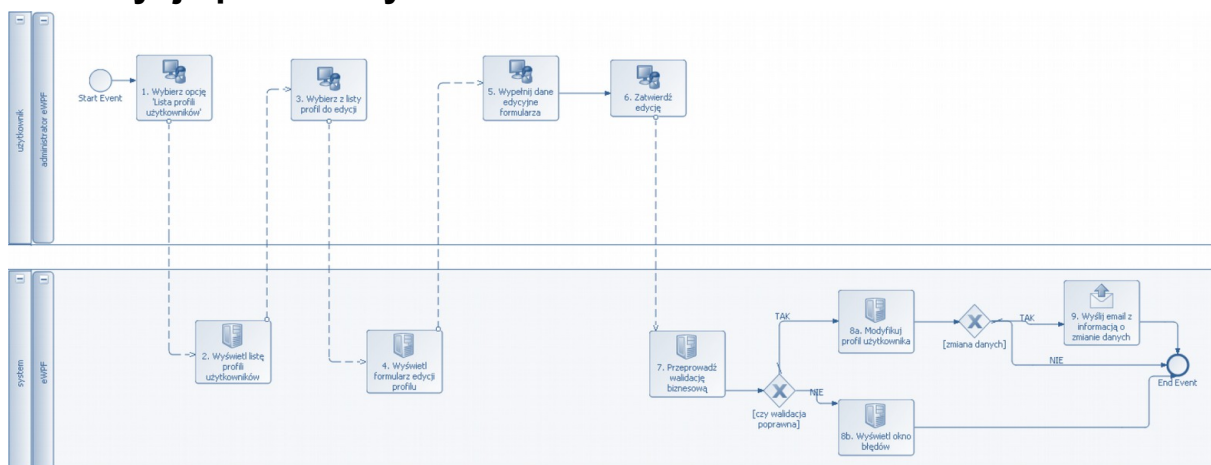 użytkownik
administrator eWPF
Start Event
1. Wybierz opcję
'Lista profili
użytkowników'
3. Wybierz z listy
profil do edycji
5. Wypełnij dane
edycyjne
formularza
6. Zatwierdź
edycję
system
eWPF
2. Wyświetl listę
profili
użytkowników
4. Wyświetl
formularz edycji
profilu
7. Przeprowadź
walidację
biznesową
[czy walidacja
poprawna]
TAK
NIE
8a. Modyfikuj
profil użytkownika
8b. Wyświetl okno
błędów
[zmiana danych]
TAK
NIE
9. Wyślij email z
informacją o
zmianie danych
End Event